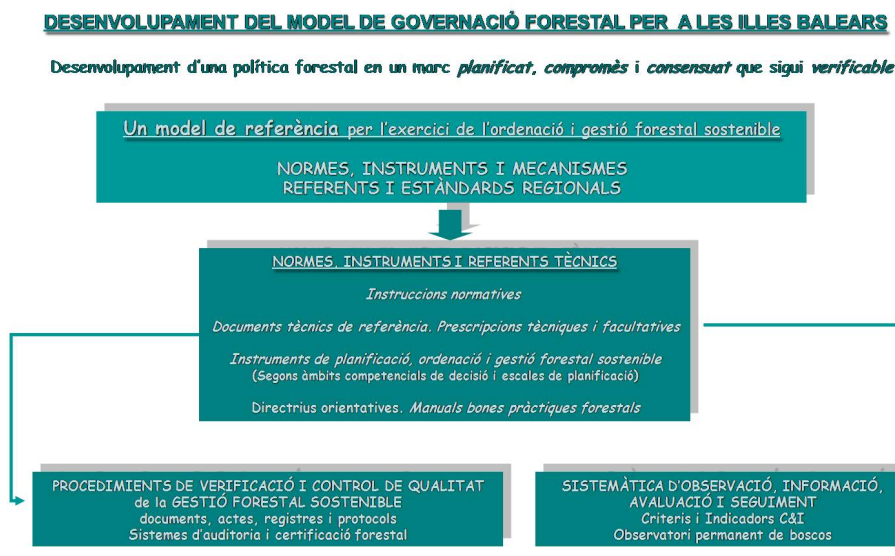 DESENVOLUPAMENT DEL MODEL DE GOVERNACIÓ FORESTAL PER A LES ILLES BALEARS
Desenvolupament d'una política forestal en un marc planificat, compromès i consensuat que sigui verificable
Un model de referència per l'exercici de l'ordenació i gestió forestal sostenible
NORMES, INSTRUMENTS I MECANISMES
REFERENTS I ESTÀNDARDS REGIONALS
NORMES, INSTRUMENTS I REFERENTS TÈCNICS
Instruccions normatives
Documents tècnics de referència. Prescripcions tècniques i facultatives
Instruments de planificació, ordenació i gestió forestal sostenible
(Segons àmbits competencials de decisió i escales de planificació)
Directrius orientatives. Manuals bones pràctiques forestals
PROCEDIMIENTS DE VERIFICACIÓ I CONTROL DE QUALITAT
de la GESTIÓ FORESTAL SOSTENIBLE
documents, actes, registres i protocols
Sistemes d'auditoria i certificació forestal
SISTEMÀTICA D'OBSERVACIÓ, INFORMACIÓ,
AVALUACIÓ I SEGUIMENT
Criteris i Indicadors C&I
Observatori permanent de boscos